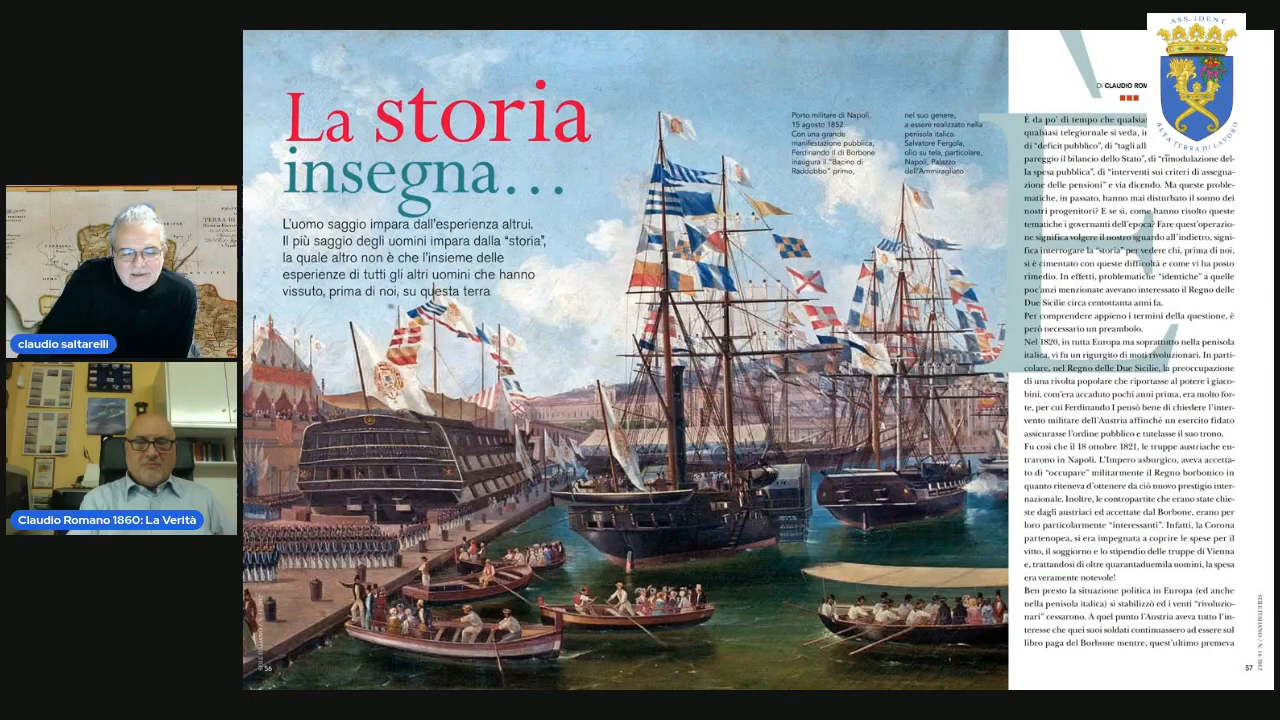 La storia
insegna…
L'uomo saggio impara dall'esperienza altrui.
Il più saggio degli uomini impara dalla "storia",
la quale altro non è che l'insieme delle
esperienze di tutti gli altri uomini che hanno
vissuto, prima di noi, su questa terra
Porto militare di Napoli,
15 agosto 1852.
Con una grande
manifestazione pubblica,
Ferdinando II di Borbone
inaugura il "Bacino di
Raddobbo" primo,
nel suo genere,
a essere realizzato nella
penisola italica.
Salvatore Fergola,
olio su tela, particolare,
Napoli, Palazzo
dell'Ammiragliato
DI CLAUDIO ROM
ASS. IDENT.
ALTA TERRA DI LAVORO
È da po' di tempo che qualsias
qualsiasi telegiornale si veda, in
di "deficit pubblico", di "tagli all
pareggio il bilancio dello Stato", di "rimodulazione del-
la spesa pubblica", di "interventi sui criteri di assegna-
zione delle pensioni" e via dicendo. Ma queste proble-
matiche, in passato, hanno mai disturbato il sonno dei
nostri progenitori? E se sì, come hanno risolto queste
tematiche i governanti dell'epoca? Fare quest'operazio-
ne significa volgere il nostro sguardo all'indietro, signi-
fica interrogare la "storia" per vedere chi, prima di noi,
si è cimentato con queste difficoltà e come vi ha posto
rimedio. In effetti, problematiche "identiche" a quelle
poc'anzi menzionate avevano interessato il Regno delle
Due Sicilie circa centottanta anni fa.
Per comprendere appieno i termini della questione, è
però necessario un preambolo.
Nel 1820, in tutta Europa ma soprattutto nella penisola
italica, vi fu un rigurgito di moti rivoluzionari. In parti-
colare, nel Regno delle Due Sicilie, la preoccupazione
di una rivolta popolare che riportasse al potere i giaco-
bini, com'era accaduto pochi anni prima, era molto for-
te, per cui Ferdinando I pensò bene di chiedere l'inter-
vento militare dell'Austria affinché un esercito fidato
assicurasse l'ordine pubblico e tutelasse il suo trono.
Fu così che il 18 ottobre 1821, le truppe austriache en-
trarono in Napoli. L'Impero asburgico, aveva accetta-
to di "occupare" militarmente il Regno borbonico in
quanto riteneva d'ottenere da ciò nuovo prestigio inter-
nazionale. Inoltre, le contropartite che erano state chie-
ste dagli austriaci ed accettate dal Borbone, erano per
loro particolarmente "interessanti". Infatti, la Corona
partenopea, si era impegnata a coprire le spese per il
vitto, il soggiorno e lo stipendio delle truppe di Vienna
e, trattandosi di oltre quarantaduemila uomini, la spesa
era veramente notevole!
Ben presto la situazione politica in Europa (ed anche
nella penisola italica) si stabilizzò ed i venti "rivoluzio-
nari" cessarono. A quel punto l'Austria aveva tutto l'in-
teresse che quei suoi soldati continuassero ad essere sul
libro paga del Borbone mentre, quest'ultimo premeva
56
57
claudio saltarelli
Claudio Romano 1860: La Verità